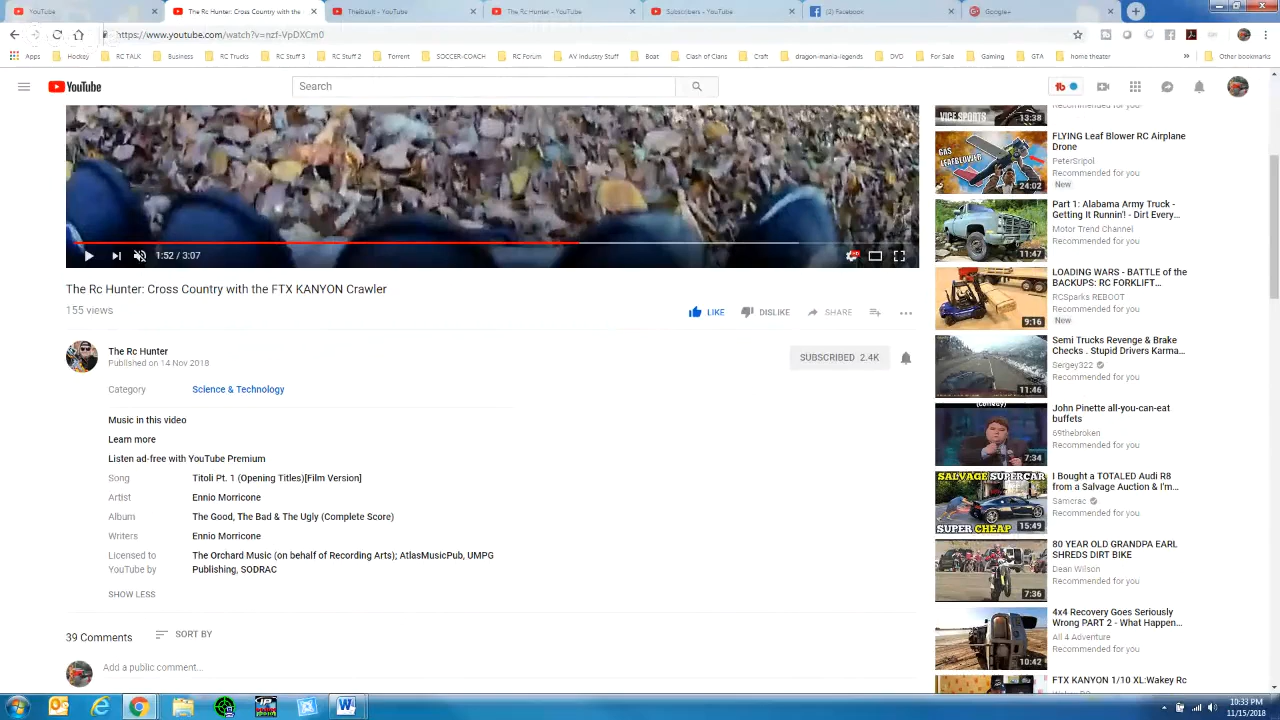 YouTube
The Rc Hunter: Cross Country with the
Thelbault - YouTube
The Rc Hunter - YouTube
Subscribers - YouTube
(2) Facebook
Google+
https://www.youtube.com/watch?v=nzf-VpDXCm0
Apps
Hockey
RC TALK
Business
RC Trucks
RC Stuff 2
Torrent
SOCCER-COACH
RC Forum
AV Industry Stuff
Boat
Clash of Clans
Craft
dragon-mania-legends
DVD
For Sale
Gaming
GTA
home theater
Other bookmarks
YouTube
Search
tb
1:52 / 3:07
HD
The Rc Hunter: Cross Country with the FTX KANYON Crawler
155 views
LIKE
DISLIKE
SHARE
The Rc Hunter
Published on 14 Nov 2018
SUBSCRIBED 2.4K
Category
Science & Technology
Music in this video
Learn more
Listen ad-free with YouTube Premium
Song
Titoli Pt. 1 (Opening Titles)[Film Version]
Artist
Ennio Morricone
Album
The Good, The Bad & The Ugly (Complete Score)
Writers
Ennio Morricone
Licensed to
YouTube by
The Orchard Music (on behalf of Recording Arts); AtlasMusicPub, UMPG
Publishing, SODRAC
SHOW LESS
39 Comments
SORT BY
Add a public comment...
VICE SPORTS
13:38
Recommended for you
GAS
LEAFBLOWER
24:02
FLYING Leaf Blower RC Airplane
Drone
PeterSripol
Recommended for you
New
11:47
Part 1: Alabama Army Truck -
Getting It Runnin'! - Dirt Every...
Motor Trend Channel
Recommended for you
9:16
LOADING WARS - BATTLE of the
BACKUPS: RC FORKLIFT...
RCSparks REBOOT
Recommended for you
New
11:46
Semi Trucks Revenge & Brake
Checks . Stupid Drivers Karma...
Sergey322
Recommended for you
(comedy)
7:34
John Pinette all-you-can-eat
buffets
69thebroken
Recommended for you
SALVAGE SUPERCAR
SUPER CHEAP
15:49
I Bought a TOTALED Audi R8
from a Salvage Auction & I'm...
Samcrac
Recommended for you
7:36
80 YEAR OLD GRANDPA EARL
SHREDS DIRT BIKE
Dean Wilson
Recommended for you
10:42
4x4 Recovery Goes Seriously
Wrong PART 2 - What Happen...
All 4 Adventure
Recommended for you
FTX KANYON 1/10 XL:Wakey Rc
10:33 PM
11/15/2018